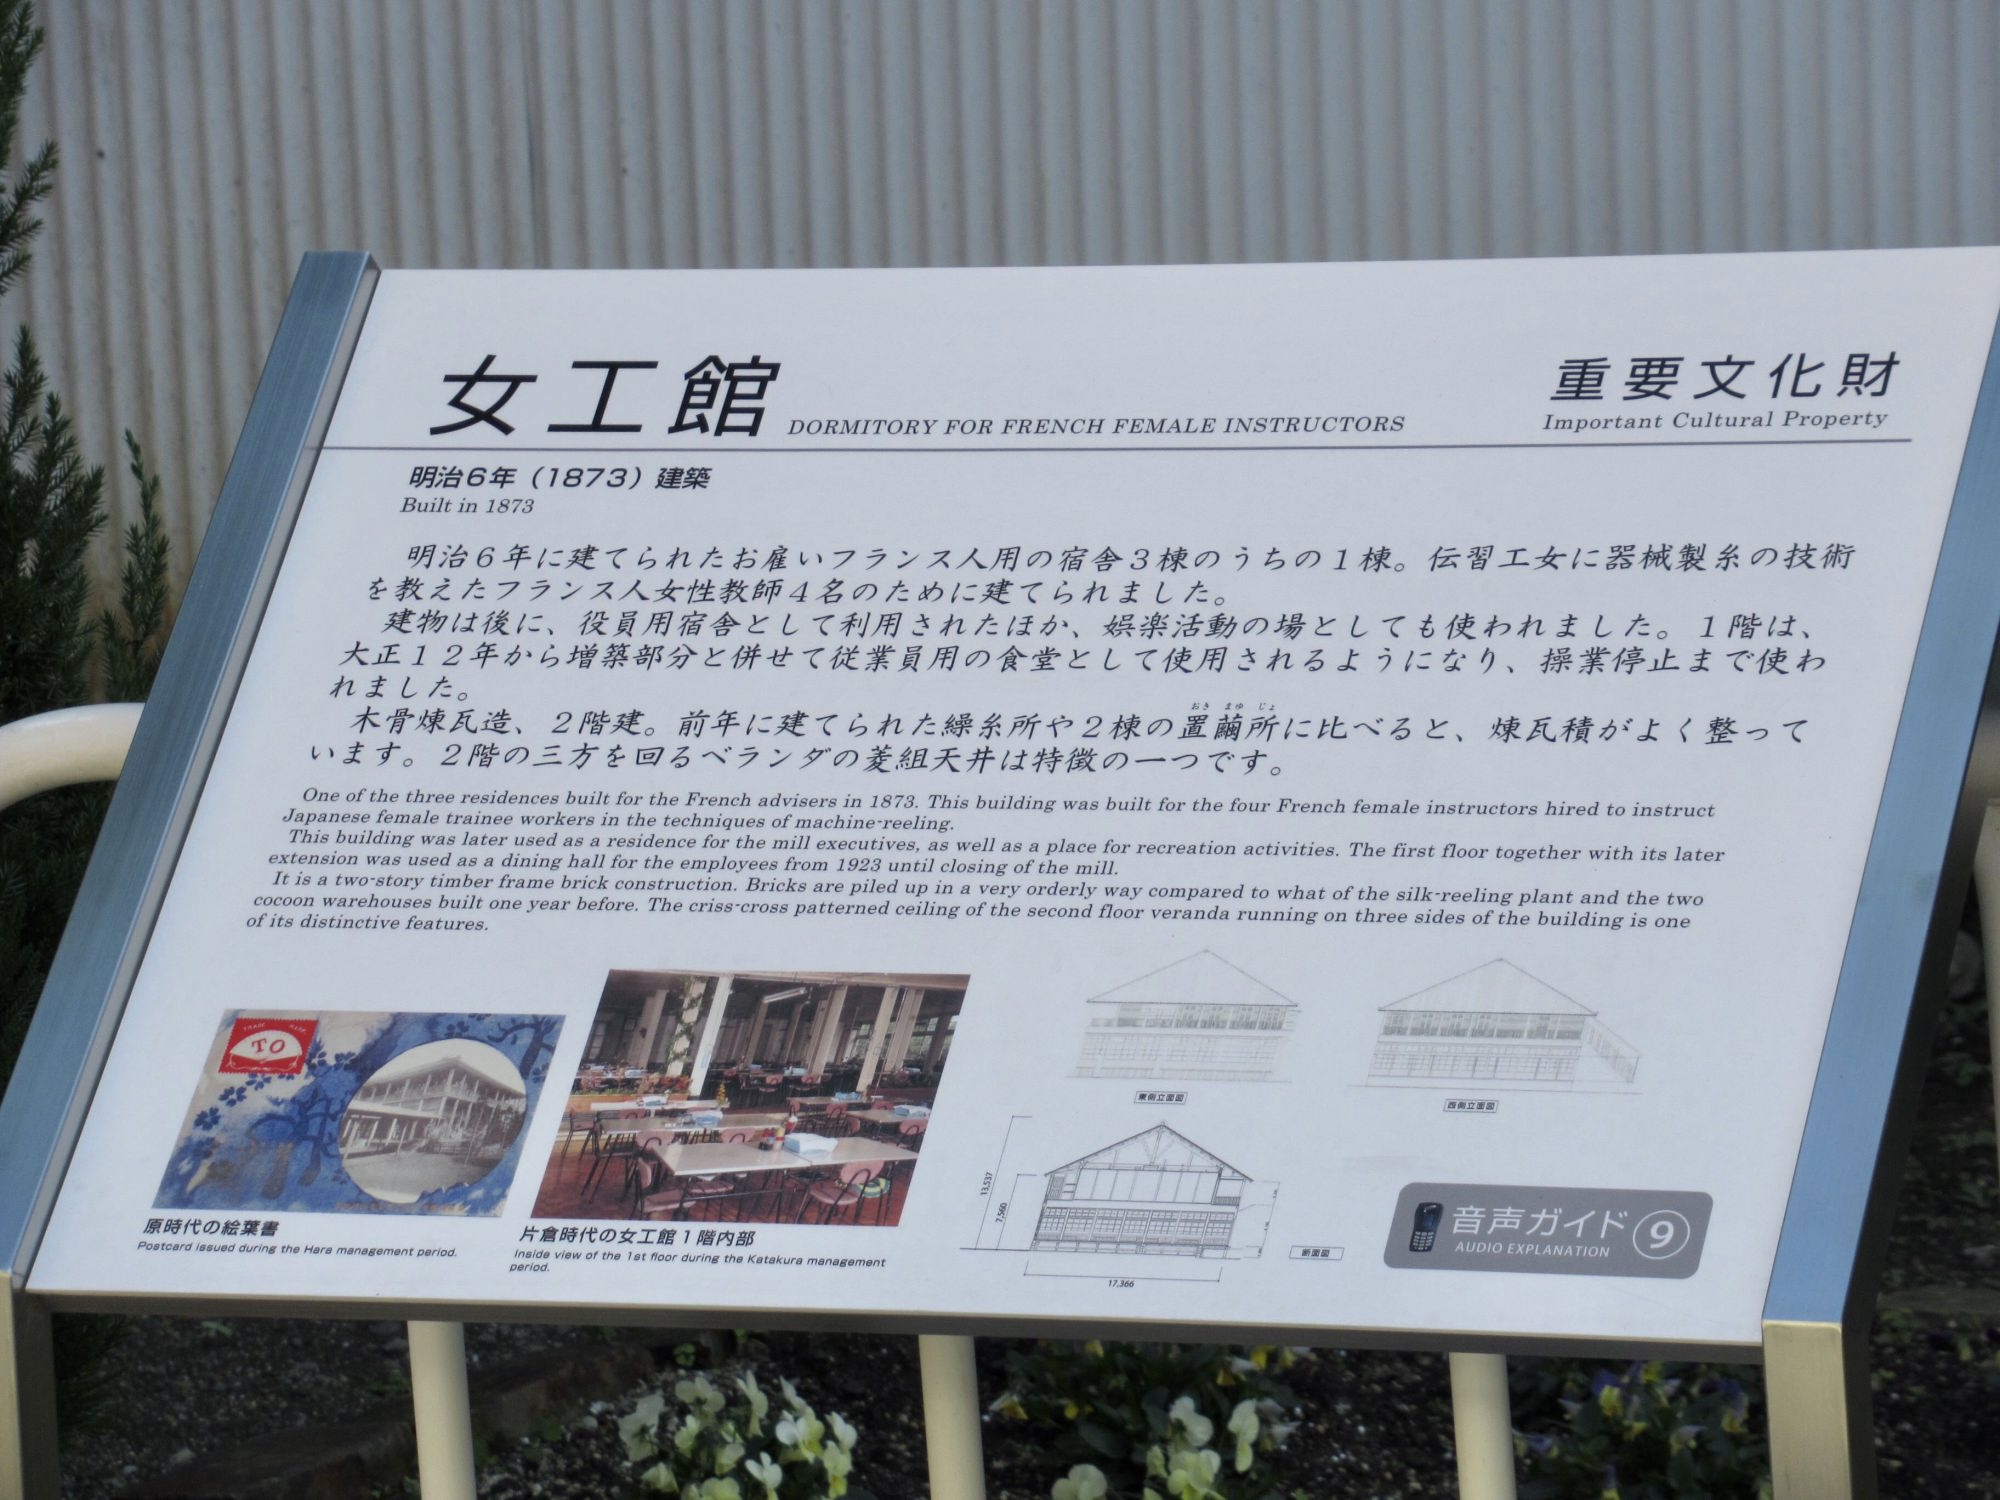 女工館 DORMITORY FOR FRENCH FEMALE INSTRUCTORS
重要文化財
Important Cultural Property
明治6年（1873）建築
Built in 1873
明治６年に建てられたお雇いフランス人用の宿舎３棟のうちの１棟。伝習工女に器械製糸の技術
を教えたフランス人女性教師４名のために建てられました。
建物は後に、役員用宿舎として利用されたほか、娯楽活動の場としても使われました。１階は、
大正１２年から増築部分と併せて従業員用の食堂として使用されるようになり、操業停止まで使わ
れました。
おき まゆ じょ
木骨煉瓦造、２階建。前年に建てられた繰糸所や２棟の置繭所に比べると、煉瓦積がよく整って
います。２階の三方を回るベランダの菱組天井は特徴の一つです。
One of the three residences built for the French advisers in 1873. This building was built for the four French female instructors hired to instruct
Japanese female trainee workers in the techniques of machine-reeling.
This building was later used as a residence for the mill executives, as well as a place for recreation activities. The first floor together with its later
extension was used as a dining hall for the employees from 1923 until closing of the mill.
It is a two-story timber frame brick construction. Bricks are piled up in a very orderly way compared to what of the silk-reeling plant and the two
cocoon warehouses built one year before. The criss-cross patterned ceiling of the second floor veranda running on three sides of the building is one
of its distinctive features.
TRADE MARK
TO
原時代の絵葉書
Postcard issued during the Hara management period.
片倉時代の女工館１階内部
Inside view of the 1st floor during the Katakura management
period.
東側立面図
西側立面図
13,537
7,560
17,366
断面図
音声ガイド 9
AUDIO EXPLANATION